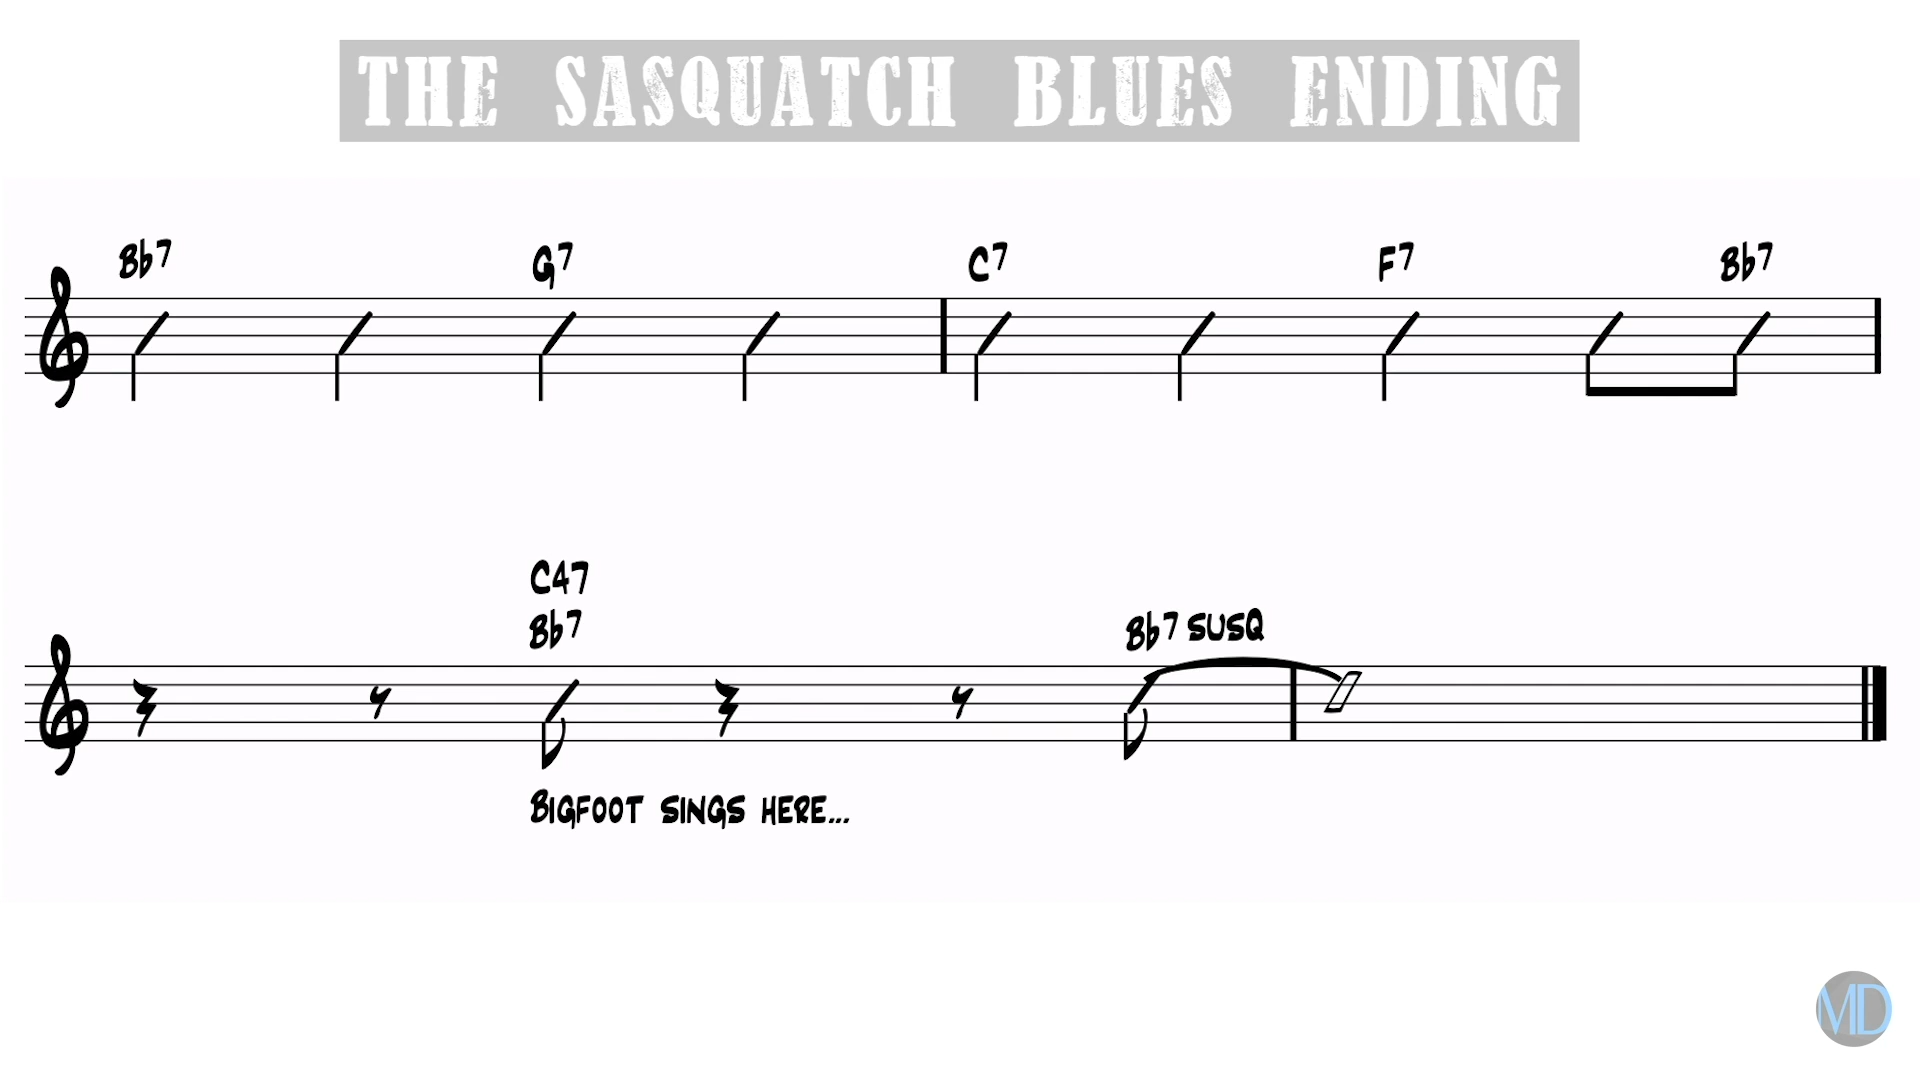 THE SASQUATCH BLUES ENDING
Bb7 G7 C7 F7 Bb7
C47
Bb7 Bb7 SUSQ
BIGFOOT SINGS HERE...
MD